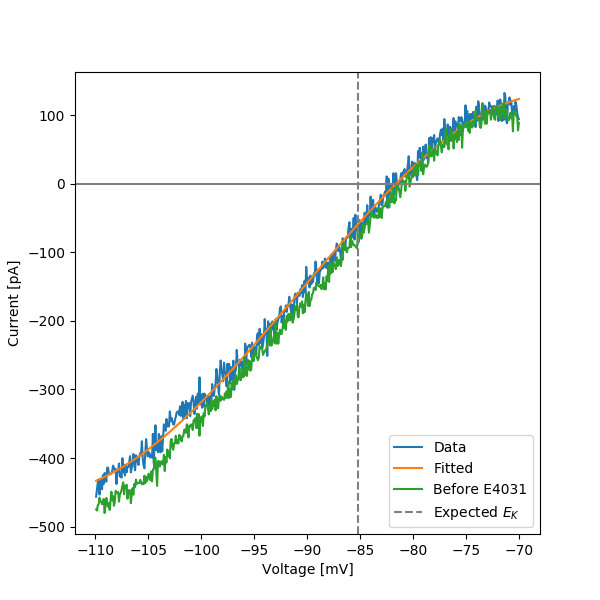 100
0
−100
−200
−300
−400
−500
Current [pA]
−110 −105 −100 −95 −90 −85 −80 −75 −70
Voltage [mV]
Data
Fitted
Before E4031
Expected $E_K$